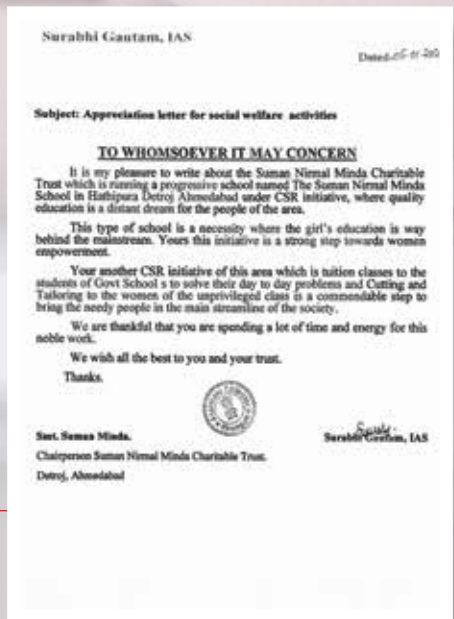 Surabhi Gautam, IAS
Dated
Subject: Appreciation letter for social welfare activities
TO WHOMSOEVER IT MAY CONCERN
It is my pleasure to write about the Suman Nirmal Minda Charitable
Trust which is running a progressive school named The Suman Nirmal Minda
School in Hathipura Detroj Ahmedabad under CSR initiative, where quality
education is a distant dream for the people of the area.
This type of school is a necessity where the girl's education is way
behind the mainstream. Yours this initiative is a strong step towards women
empowerment.
Your another CSR initiative of this area which is tuition classes to the
students of Govt School s to solve their day to day problems and Cutting and
Tailoring to the women of the unprivileged class is a commendable step to
bring the needy people in the main streamline of the society.
We are thankful that you are spending a lot of time and energy for this
noble work.
We wish all the best to you and your trust.
Thanks.
Smt. Suman Minda.
Surabhi Gautam, IAS
Chairperson Suman Nirmal Minda Charitable Trust.
Detroj, Ahmedabad